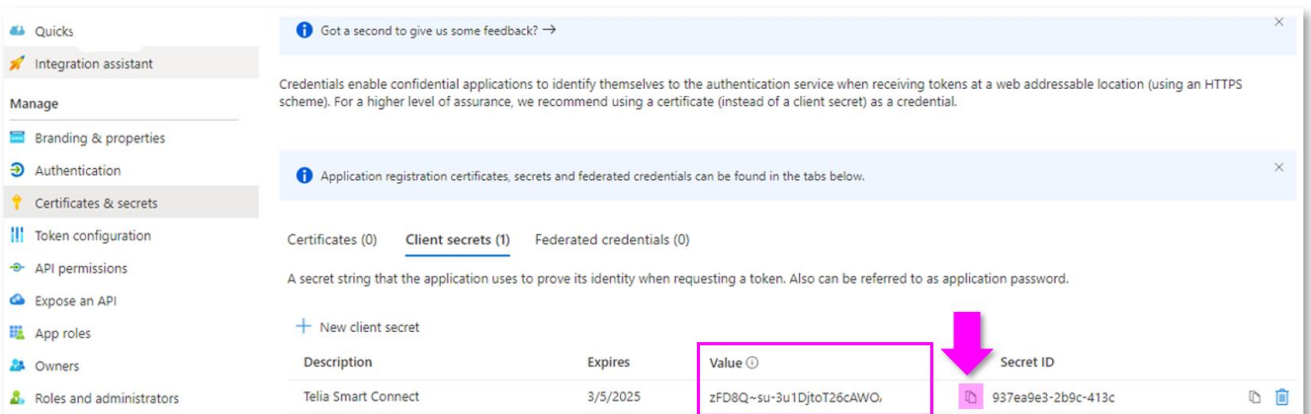 Quicks
Integration assistant
Manage
Branding & properties
Authentication
Certificates & secrets
Token configuration
API permissions
Expose an API
App roles
Owners
Roles and administrators
Got a second to give us some feedback? →
Credentials enable confidential applications to identify themselves to the authentication service when receiving tokens at a web addressable location (using an HTTPS
scheme). For a higher level of assurance, we recommend using a certificate (instead of a client secret) as a credential.
Application registration certificates, secrets and federated credentials can be found in the tabs below.
Certificates (0) Client secrets (1) Federated credentials (0)
A secret string that the application uses to prove its identity when requesting a token. Also can be referred to as application password.
+ New client secret
Description Expires Value Secret ID
Telia Smart Connect 3/5/2025 zFD8Q~su-3u1DjtoT26cAWO 937ea9e3-2b9c-413c